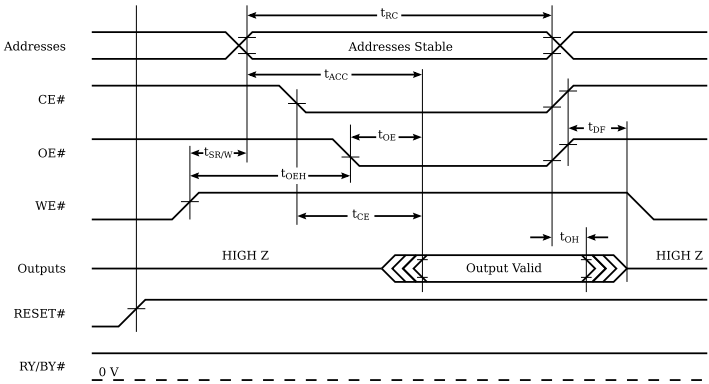 tRC
Addresses
Addresses Stable
tACC
CE#
tOE
tDF
OE#
tSR/W
tOEH
WE#
tCE
tOH
HIGH Z
HIGH Z
Outputs
Output Valid
RESET#
RY/BY#
0 V